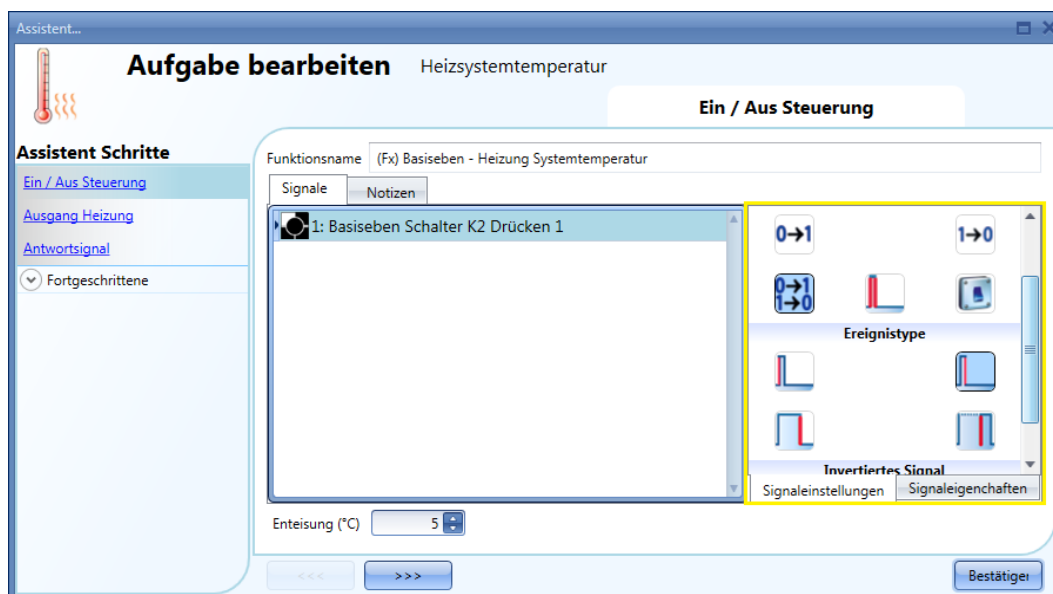 Assistent...
Aufgabe bearbeiten Heizsystemtemperatur
Ein / Aus Steuerung
Assistent Schritte
Ein / Aus Steuerung
Ausgang Heizung
Antwortsignal
Fortgeschrittene
Funktionsname (Fx) Basiseben - Heizung Systemtemperatur
Signale Notizen
1: Basiseben Schalter K2 Drücken 1
0→1 1→0
0→1
1→0
Ereignistype
Invertiertes Signal
Signaleinstellungen Signaleigenschaften
Enteisung (°C) 5
<<< >>> Bestätiger